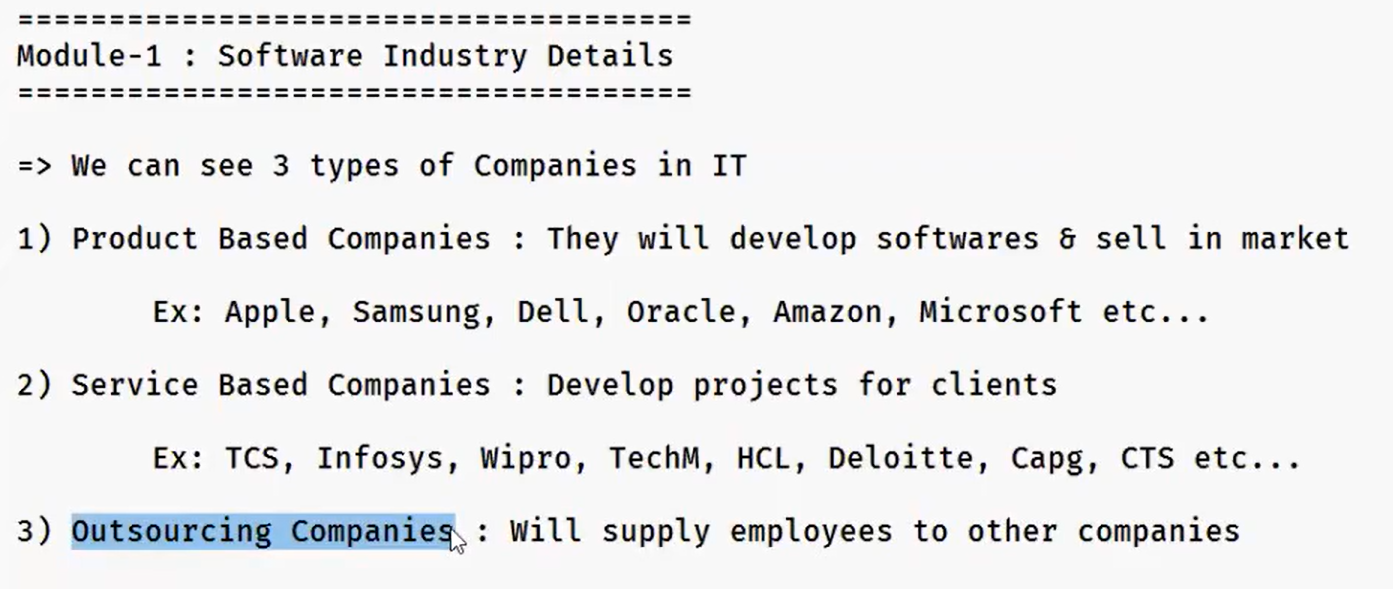 =====================================
Module-1 : Software Industry Details
=====================================
=> We can see 3 types of Companies in IT
1) Product Based Companies : They will develop softwares & sell in market
Ex: Apple, Samsung, Dell, Oracle, Amazon, Microsoft etc...
2) Service Based Companies : Develop projects for clients
Ex: TCS, Infosys, Wipro, TechM, HCL, Deloitte, Capg, CTS etc...
3) Outsourcing Companies : Will supply employees to other companies